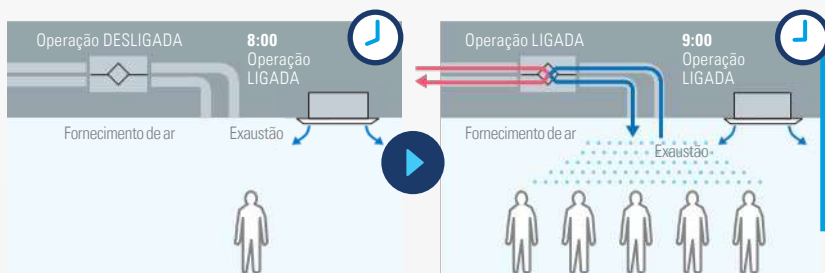 Operação DESLIGADA
8:00
Operação
LIGADA
Fornecimento de ar
Exaustão
Operação LIGADA
9:00
Operação
LIGADA
Fornecimento de ar
Exaustão